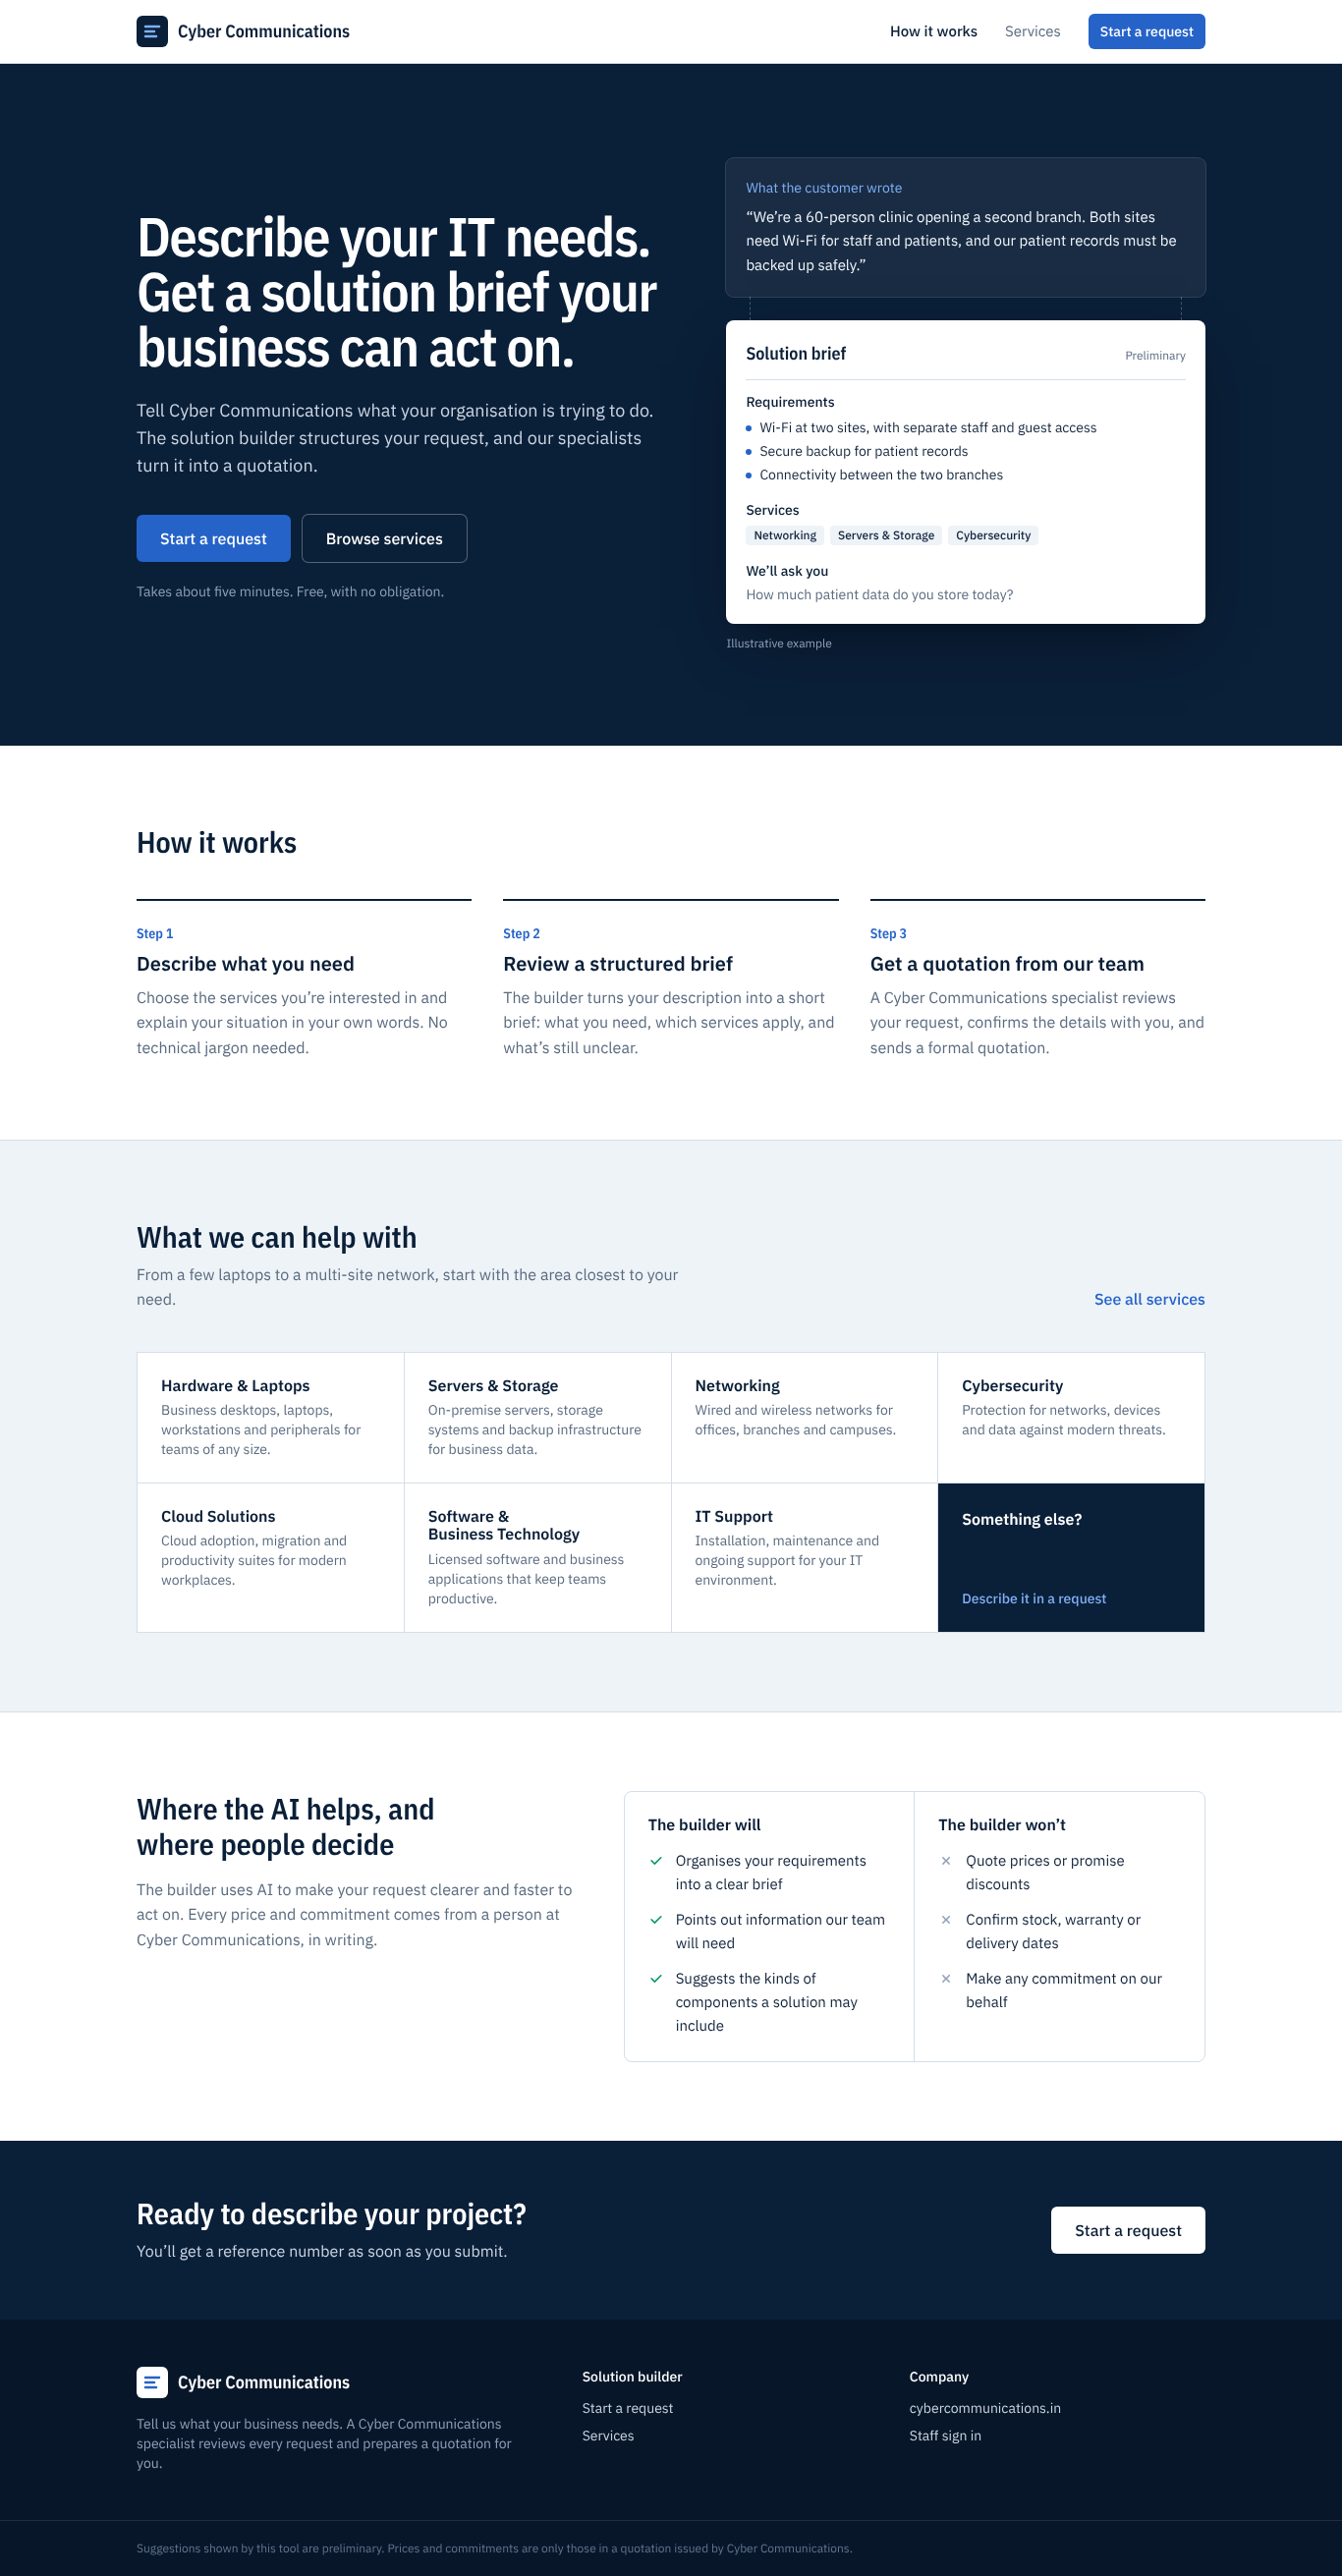 Cyber Communications
How it works
Services
Start a request
Describe your IT needs.
Get a solution brief your
business can act on.
Tell Cyber Communications what your organisation is trying to do.
The solution builder structures your request, and our specialists
turn it into a quotation.
Start a request
Browse services
Takes about five minutes. Free, with no obligation.
What the customer wrote
“We’re a 60-person clinic opening a second branch. Both sites
need Wi-Fi for staff and patients, and our patient records must be
backed up safely.”
Solution brief
Preliminary
Requirements
Wi-Fi at two sites, with separate staff and guest access
Secure backup for patient records
Connectivity between the two branches
Services
Networking
Servers & Storage
Cybersecurity
We’ll ask you
How much patient data do you store today?
Illustrative example
How it works
Step 1
Describe what you need
Choose the services you’re interested in and
explain your situation in your own words. No
technical jargon needed.
Step 2
Review a structured brief
The builder turns your description into a short
brief: what you need, which services apply, and
what’s still unclear.
Step 3
Get a quotation from our team
A Cyber Communications specialist reviews
your request, confirms the details with you, and
sends a formal quotation.
What we can help with
From a few laptops to a multi-site network, start with the area closest to your
need.
See all services
Hardware & Laptops
Business desktops, laptops,
workstations and peripherals for
teams of any size.
Servers & Storage
On-premise servers, storage
systems and backup infrastructure
for business data.
Networking
Wired and wireless networks for
offices, branches and campuses.
Cybersecurity
Protection for networks, devices
and data against modern threats.
Cloud Solutions
Cloud adoption, migration and
productivity suites for modern
workplaces.
Software &
Business Technology
Licensed software and business
applications that keep teams
productive.
IT Support
Installation, maintenance and
ongoing support for your IT
environment.
Something else?
Describe it in a request
Where the AI helps, and
where people decide
The builder uses AI to make your request clearer and faster to
act on. Every price and commitment comes from a person at
Cyber Communications, in writing.
The builder will
Organises your requirements
into a clear brief
Points out information our team
will need
Suggests the kinds of
components a solution may
include
The builder won’t
Quote prices or promise
discounts
Confirm stock, warranty or
delivery dates
Make any commitment on our
behalf
Ready to describe your project?
You’ll get a reference number as soon as you submit.
Start a request
Cyber Communications
Tell us what your business needs. A Cyber Communications
specialist reviews every request and prepares a quotation for
you.
Solution builder
Start a request
Services
Company
cybercommunications.in
Staff sign in
Suggestions shown by this tool are preliminary. Prices and commitments are only those in a quotation issued by Cyber Communications.